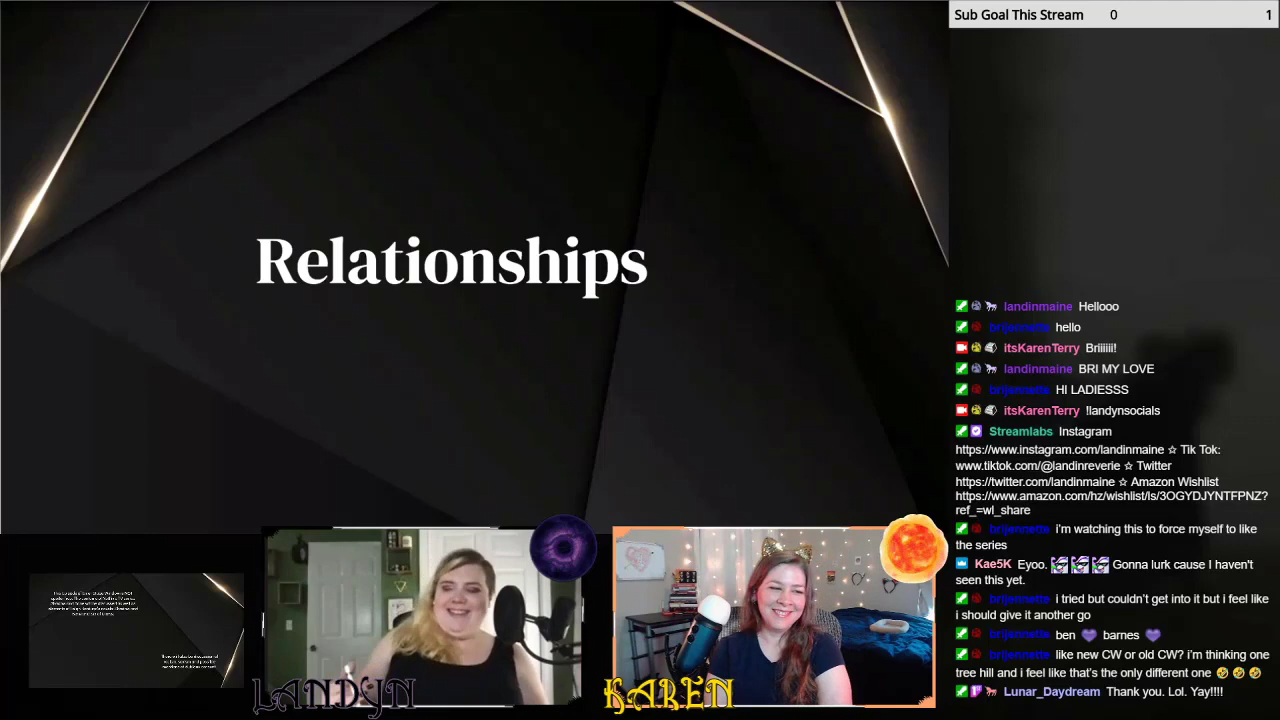 Sub Goal This Stream 0 1
Relationships
landinmaine Hellooo
brijennette hello
itsKarenTerry Briiiiii!
landinmaine BRI MY LOVE
brijennette HI LADIESSS
itsKarenTerry !landynsocials
Streamlabs Instagram
https://www.instagram.com/landinmaine ☆ Tik Tok:
www.tiktok.com/@landinreverie ☆ Twitter
https://twitter.com/landinmaine ☆ Amazon Wishlist
https://www.amazon.com/hz/wishlist/ls/3OGYDJYNTFPNZ?
ref_=wl_share
brijennette i'm watching this to force myself to like
the series
Kae5K Eyoo. Gonna lurk cause I haven't
seen this yet.
brijennette i tried but couldn't get into it but i feel like
i should give it another go
brijennette ben 💜 barnes 💜
brijennette like new CW or old CW? i'm thinking one
tree hill and i feel like that's the only different one 🤣 🤣 🤣
Lunar_Daydream Thank you. Lol. Yay!!!!
LANDYN
KAREN